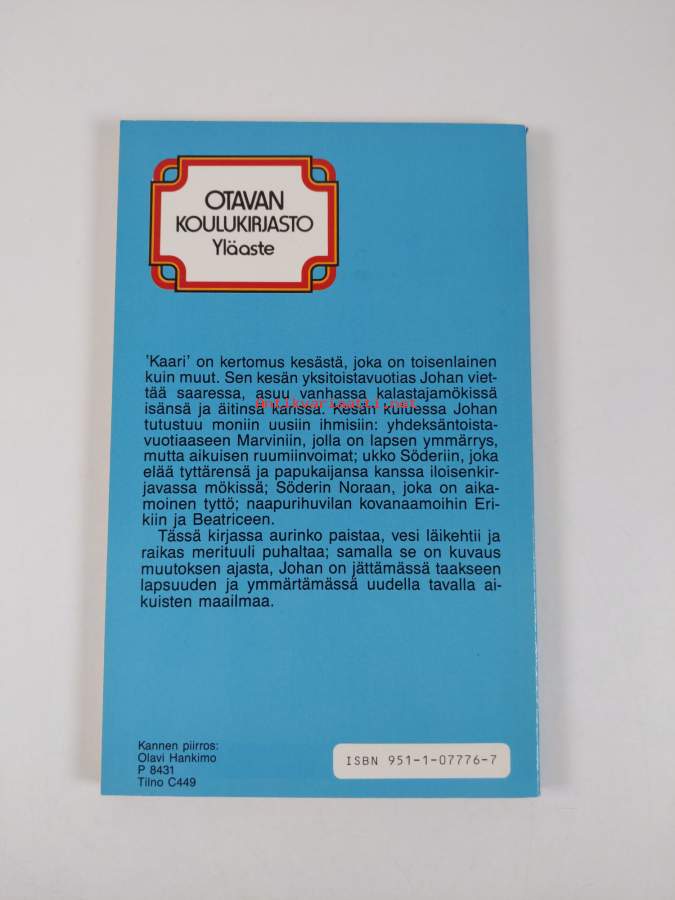 OTAVAN
KOULUKIRJASTO
Yläaste
'Kaari' on kertomus kesästä, joka on toisenlainen
kuin muut. Sen kesän yksitoistavuotias Johan viet-
tää saaressa, asuu vanhassa kalastajamökissä
isänsä ja äitinsä kanssa. Kesän kuluessa Johan
antikvariaatti.net
tutustuu moniin uusiin ihmisiin: yhdeksäntoista-
vuotiaaseen Marviniin, jolla on lapsen ymmärrys,
mutta aikuisen ruumiinvoimat; ukko Söderiin, joka
elää tyttärensä ja papukaijansa kanssa iloisenkir-
javassa mökissä; Söderin Noraan, joka on aika-
moinen tyttö; naapurihuvilan kovanaamoihin Eri-
kiin ja Beatriceen.
Tässä kirjassa aurinko paistaa, vesi läikehtii ja
raikas merituuli puhaltaa; samalla se on kuvaus
muutoksen ajasta, Johan on jättämässä taakseen
lapsuuden ja ymmärtämässä uudella tavalla ai-
kuisten maailmaa.
Kannen piirros:
Olavi Hankimo
P 8431
Tilno C449
ISBN 951-1-07776-7